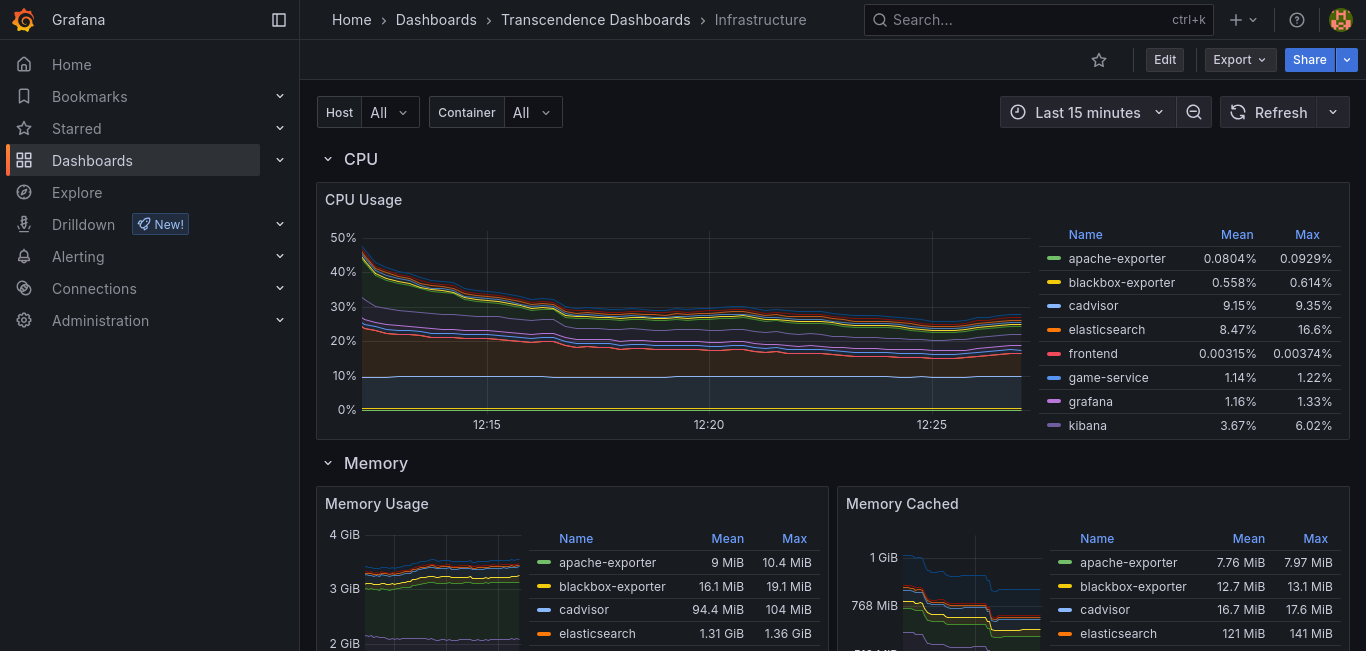 Grafana
Home › Dashboards › Transcendence Dashboards › Infrastructure
Search... ctrl+k
Home
Bookmarks
Starred
Dashboards
Explore
Drilldown New!
Alerting
Connections
Administration
Edit Export Share
Host All Container All
Last 15 minutes Refresh
CPU
CPU Usage
50%
40%
30%
20%
10%
0%
12:15 12:20 12:25
Name Mean Max
apache-exporter 0.0804% 0.0929%
blackbox-exporter 0.558% 0.614%
cadvisor 9.15% 9.35%
elasticsearch 8.47% 16.6%
frontend 0.00315% 0.00374%
game-service 1.14% 1.22%
grafana 1.16% 1.33%
kibana 3.67% 6.02%
Memory
Memory Usage
4 GiB
3 GiB
2 GiB
Name Mean Max
apache-exporter 9 MiB 10.4 MiB
blackbox-exporter 16.1 MiB 19.1 MiB
cadvisor 94.4 MiB 104 MiB
elasticsearch 1.31 GiB 1.36 GiB
Memory Cached
1 GiB
768 MiB
Name Mean Max
apache-exporter 7.76 MiB 7.97 MiB
blackbox-exporter 12.7 MiB 13.1 MiB
cadvisor 16.7 MiB 17.6 MiB
elasticsearch 121 MiB 141 MiB